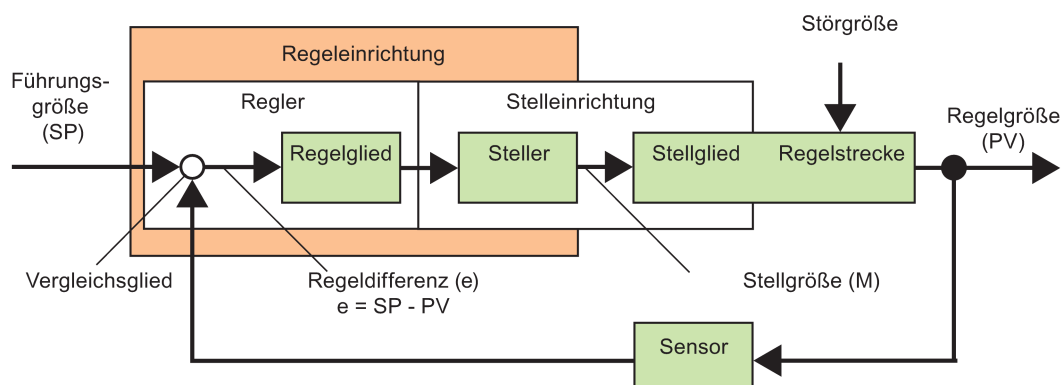 Störgröße
Regeleinrichtung
Führungs-
größe
(SP)
Regler
Stelleinrichtung
Regelgröße
(PV)
Regelglied
Steller
Stellglied
Regelstrecke
Vergleichsglied
Regeldifferenz (e)
e = SP - PV
Stellgröße (M)
Sensor